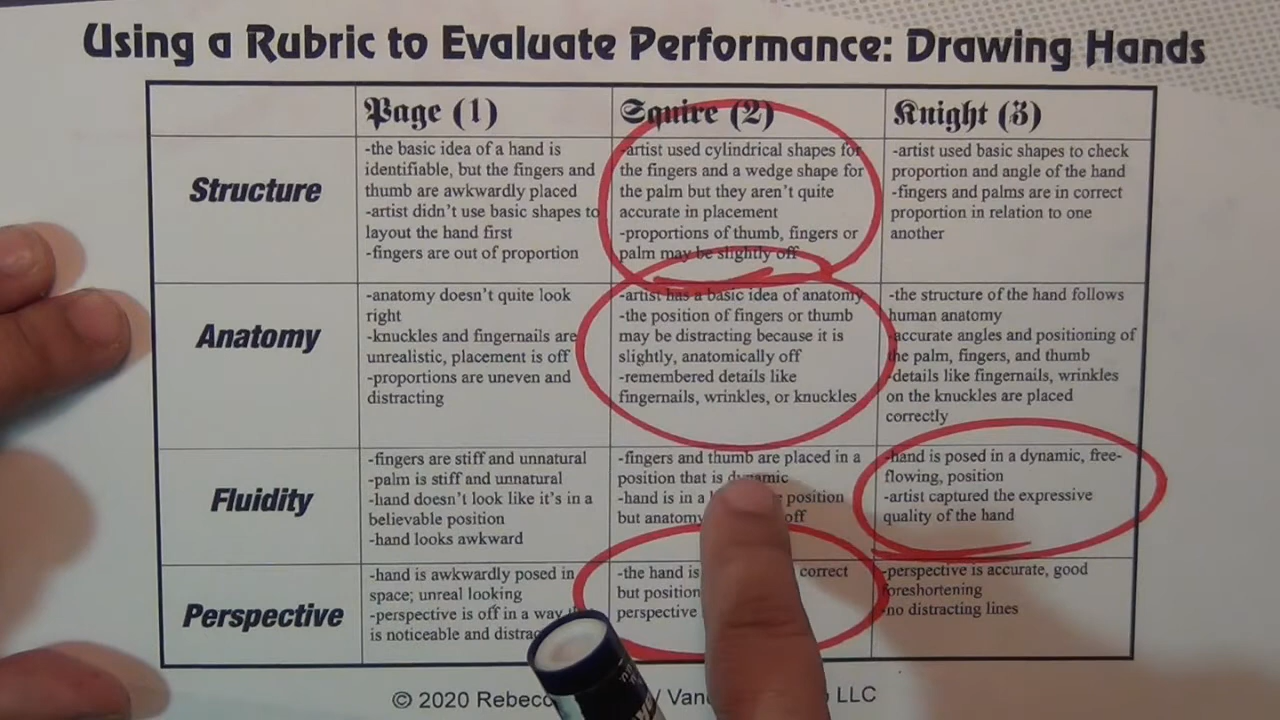 Using a Rubric to Evaluate Performance: Drawing Hands
Page (1)
Squire (2)
Knight (3)
Structure
-the basic idea of a hand is
identifiable, but the fingers and
thumb are awkwardly placed
-artist didn't use basic shapes to
layout the hand first
-fingers are out of proportion
-artist used cylindrical shapes for
the fingers and a wedge shape for
the palm but they aren't quite
accurate in placement
-proportions of thumb, fingers or
palm may be slightly off
-artist used basic shapes to check
proportion and angle of the hand
-fingers and palms are in correct
proportion in relation to one
another
Anatomy
-anatomy doesn't quite look
right
-knuckles and fingernails are
unrealistic, placement is off
-proportions are uneven and
distracting
-artist has a basic idea of anatomy
-the position of fingers or thumb
may be distracting because it is
slightly, anatomically off
-remembered details like
fingernails, wrinkles, or knuckles
-the structure of the hand follows
human anatomy
-accurate angles and positioning of
the palm, fingers, and thumb
-details like fingernails, wrinkles
on the knuckles are placed
correctly
Fluidity
-fingers are stiff and unnatural
-palm is stiff and unnatural
-hand doesn't look like it's in a
believable position
-hand looks awkward
-fingers and thumb are placed in a
position that is dynamic
-hand is in a position
but anatomy off
-hand is posed in a dynamic, free-
flowing, position
-artist captured the expressive
quality of the hand
Perspective
-hand is awkwardly posed in
space; unreal looking
-perspective is off in a way
is noticeable and
-the hand is correct
but position
perspective
-perspective is accurate, good
foreshortening
-no distracting lines
© 2020 / LLC